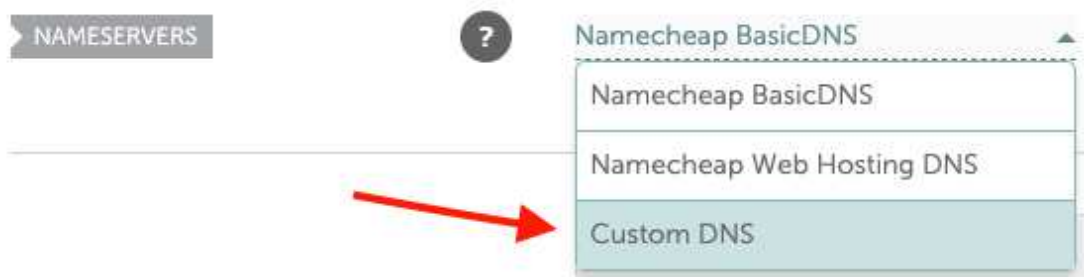 NAMESERVERS
?
Namecheap BasicDNS
Namecheap BasicDNS
Namecheap Web Hosting DNS
Custom DNS